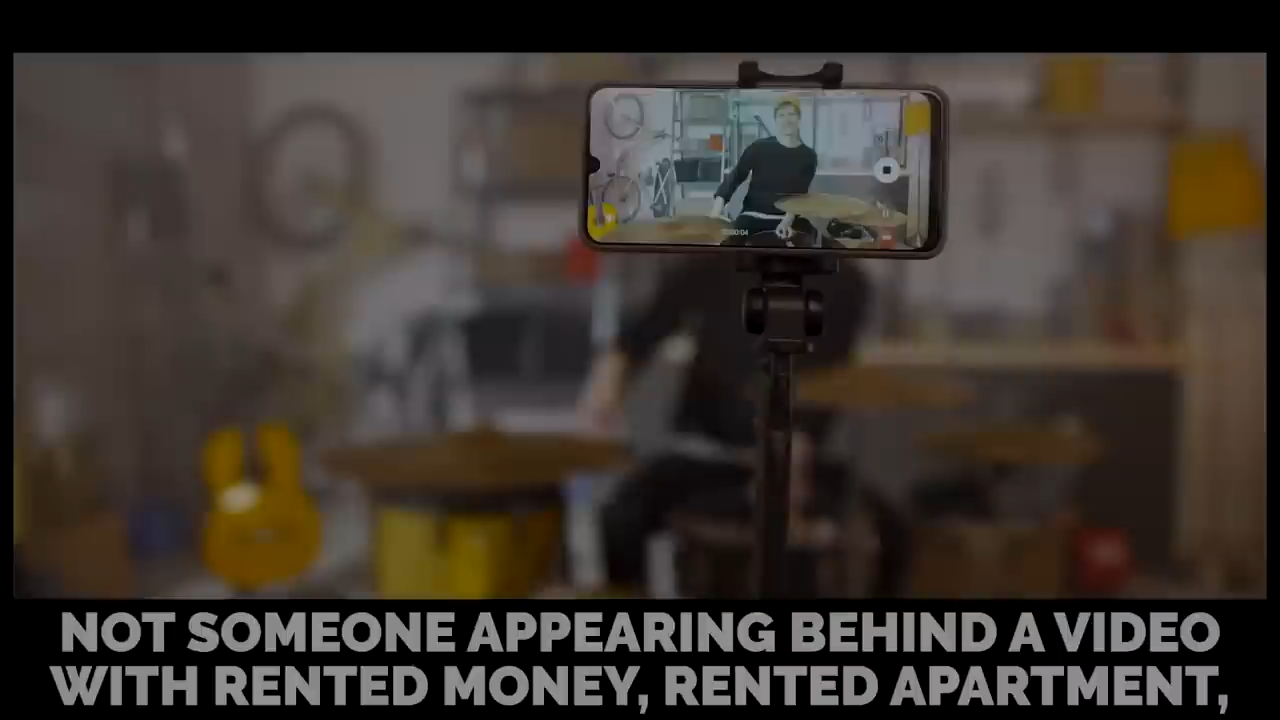 NOT SOMEONE APPEARING BEHIND A VIDEO
WITH RENTED MONEY, RENTED APARTMENT,